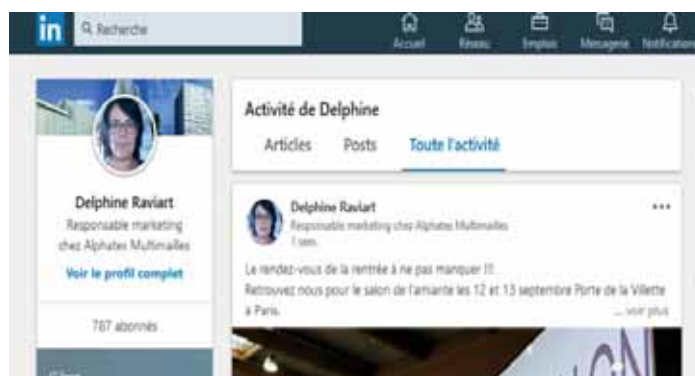 in
Recherche
Accueil
Réseau
Emplois
Messagerie
Notifications
Activité de Delphine
Articles Posts Toute l'activité
Delphine Raviart
Responsable marketing
chez Alphatex Multimailles
Voir le profil complet
767 abonnés
Delphine Raviart
Responsable marketing chez Alphatex Multimailles
1 sem
Le rendez-vous de la rentrée à ne pas manquer !!!
Retrouvez nous pour le salon de l'amiante les 12 et 13 septembre Porte de la Villette
à Paris.
... voir plus